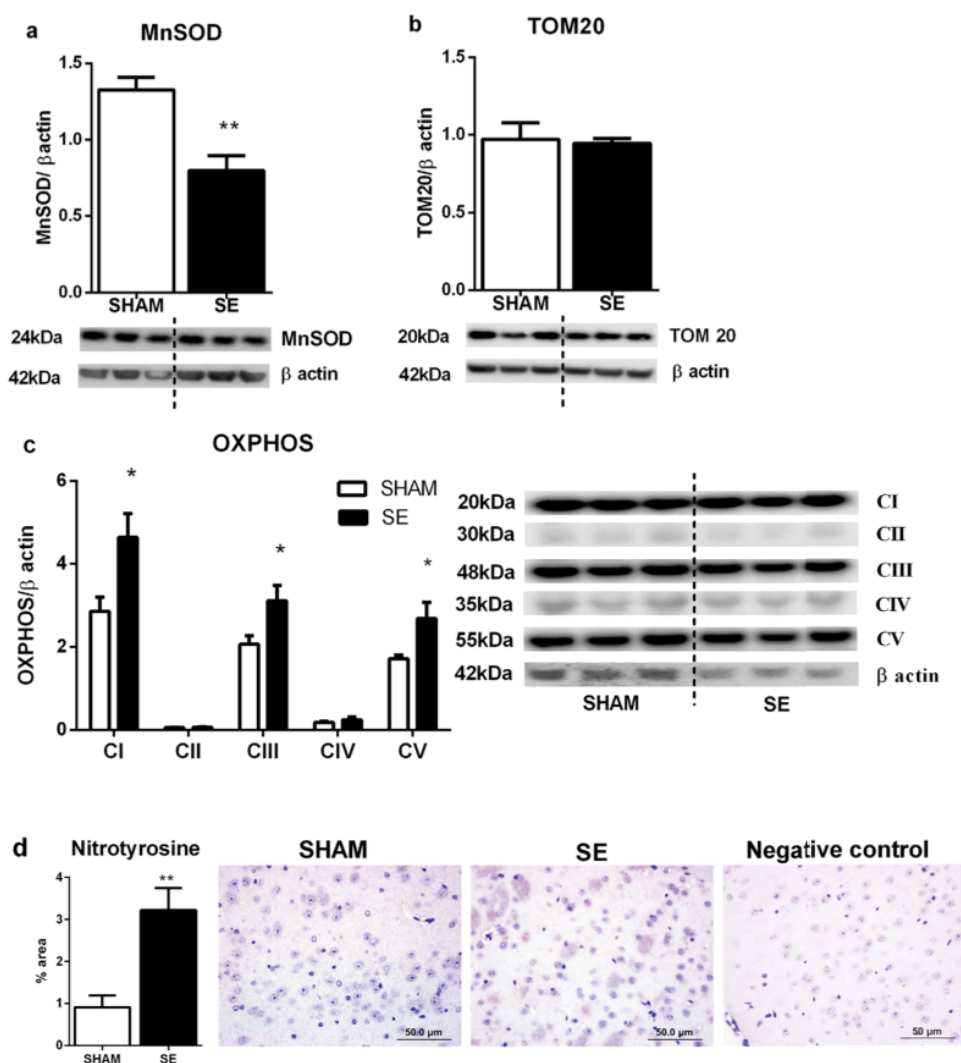 a
MnSOD
MnSOD/ βactin
1.5
1.0
0.5
0.0
**
SHAM SE
24kDa MnSOD
42kDa β actin
b
TOM20
TOM20/β actin
1.5
1.0
0.5
0.0
SHAM SE
20kDa TOM 20
42kDa β actin
c
OXPHOS
OXPHOS/β actin
6
4
2
0
* * *
SHAM
SE
CI CII CIII CIV CV
20kDa CI
30kDa CII
48kDa CIII
35kDa CIV
55kDa CV
42kDa β actin
SHAM SE
d
Nitrotyrosine
% area
4
3
2
1
0
**
SHAM SE
SHAM
50.0 µm
SE
50.0 µm
Negative control
50 µm